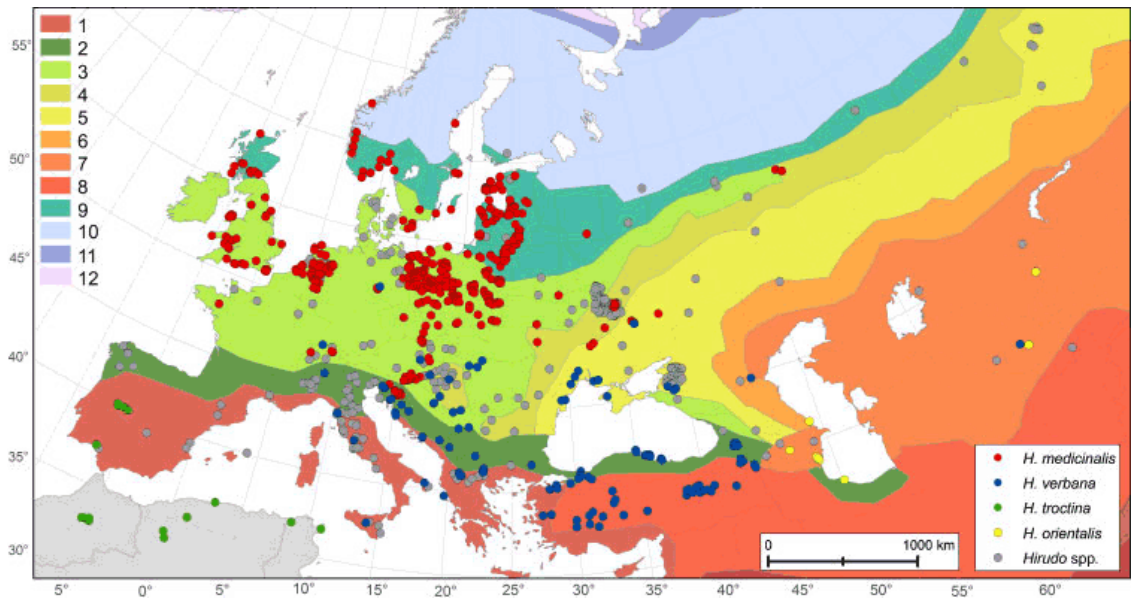 1
2
3
4
5
6
7
8
9
10
11
12
55°
50°
45°
40°
35°
30°
H. medicinalis
H. verbana
H. troctina
H. orientalis
Hirudo spp.
0 1000 km
5° 0° 5° 10° 15° 20° 25° 30° 35° 40° 45° 50° 55° 60°